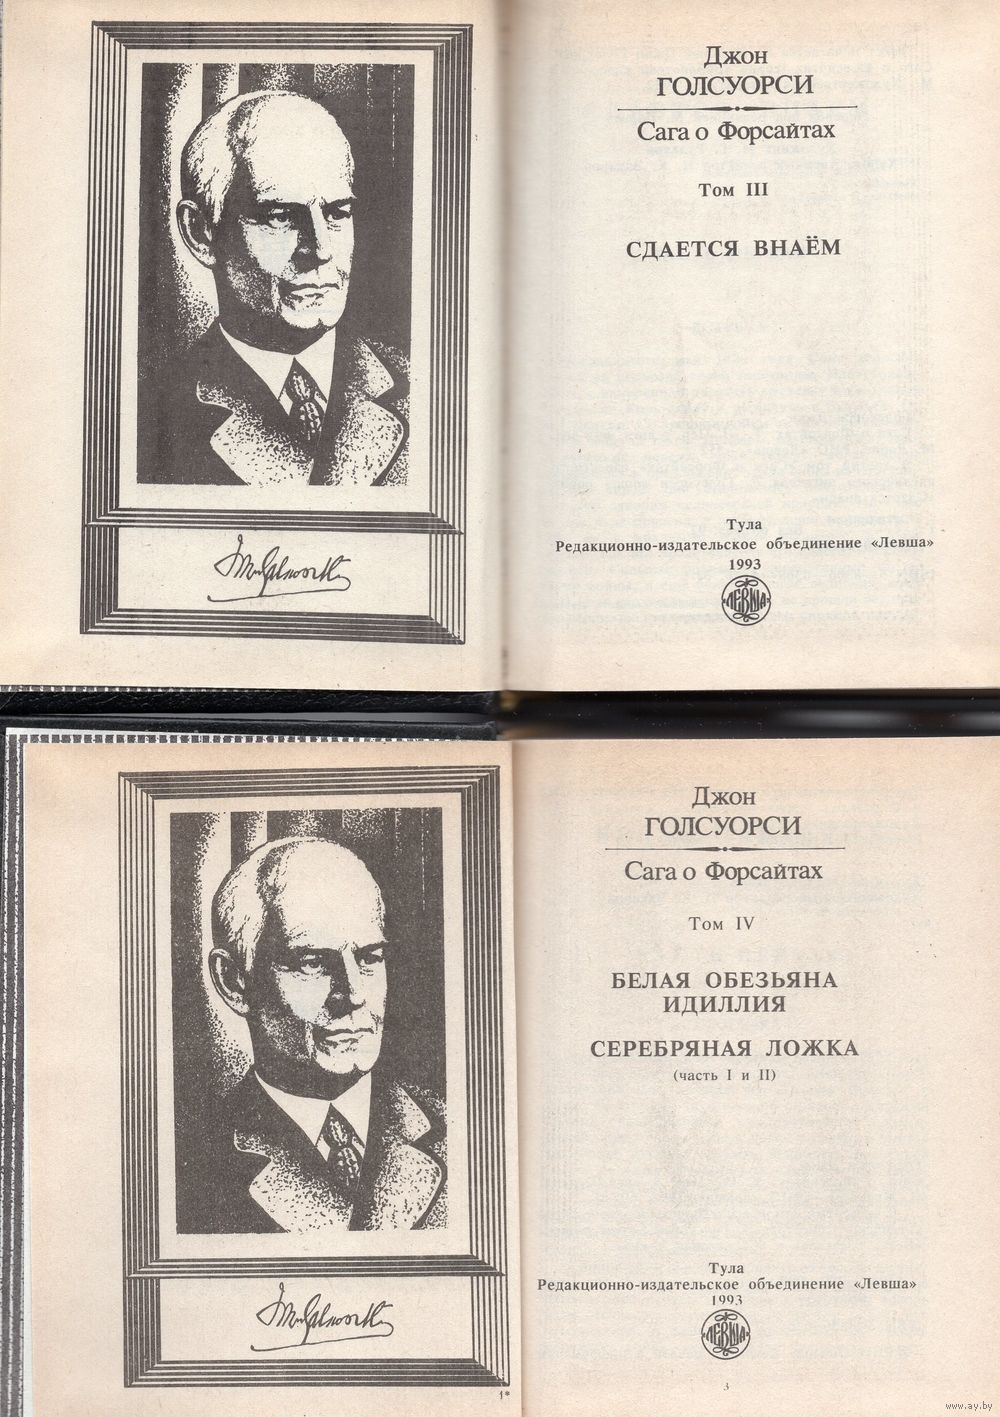 Джон
ГОЛСУОРСИ
Сага о Форсайтах
Том III
СДАЕТСЯ ВНАЁМ
Тула
Редакционно-издательское объединение «Левша»
1993
ЛЕВША
Джон
ГОЛСУОРСИ
Сага о Форсайтах
Том IV
БЕЛАЯ ОБЕЗЬЯНА
ИДИЛЛИЯ
СЕРЕБРЯНАЯ ЛОЖКА
(часть I и II)
Тула
Редакционно-издательское объединение «Левша»
1993
ЛЕВША
1*
3
www.ay.by